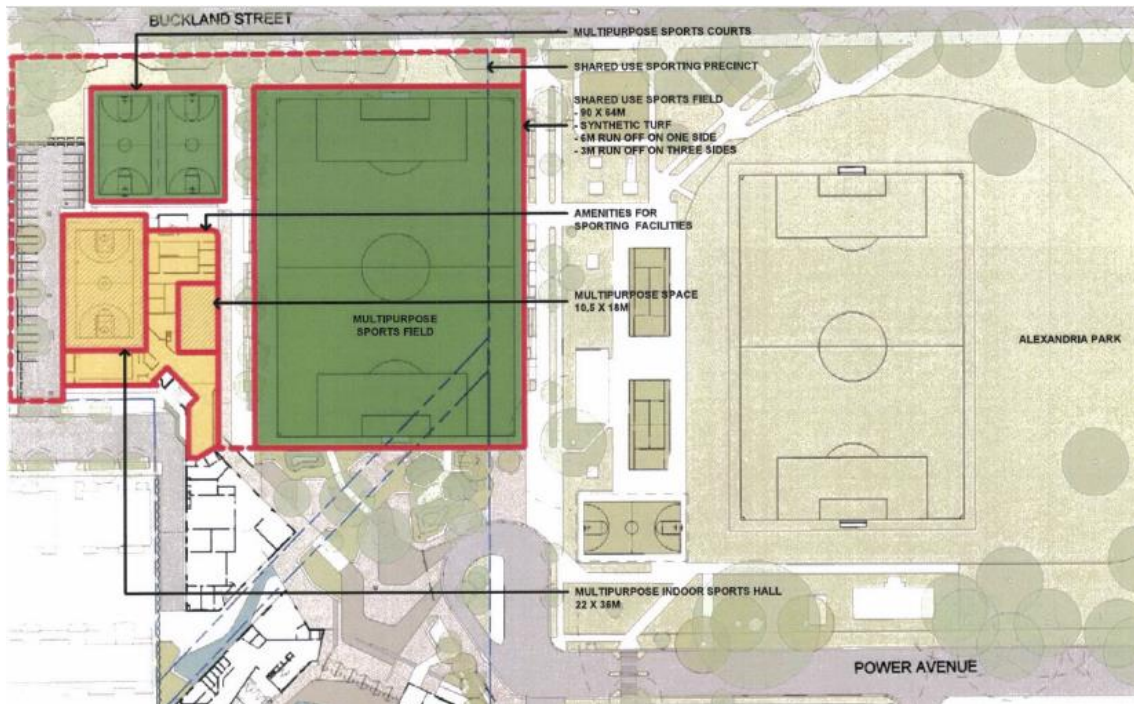 BUCKLAND STREET
MULTIPURPOSE SPORTS COURTS
SHARED USE SPORTING PRECINCT
SHARED USE SPORTS FIELD
- 90 X 64M
- SYNTHETIC TURF
- 6M RUN OFF ON ONE SIDE
- 3M RUN OFF ON THREE SIDES
AMENITIES FOR
SPORTING FACILITIES
MULTIPURPOSE SPACE
10.5 X 18M
MULTIPURPOSE
SPORTS FIELD
ALEXANDRIA PARK
MULTIPURPOSE INDOOR SPORTS HALL
22 X 36M
POWER AVENUE